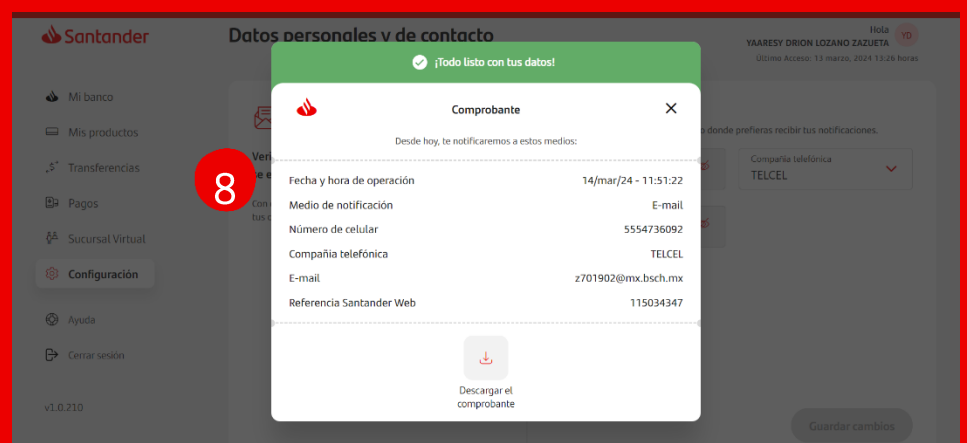 Santander
Datos personales y de contacto
Hola
YAARESY DRION LOZANO ZAZUETA
YD
Último Acceso: 13 marzo, 2024 13:26 horas
¡Todo listo con tus datos!
Mi banco
Mis productos
Transferencias
Pagos
Sucursal Virtual
Configuración
Ayuda
Cerrar sesión
v1.0.210
8
Comprobante
Desde hoy, te notificaremos a estos medios:
Fecha y hora de operación 14/mar/24 - 11:51:22
Medio de notificación E-mail
Número de celular 5554736092
Compañia telefónica TELCEL
E-mail z701902@mx.bsch.mx
Referencia Santander Web 115034347
Descargar el
comprobante
donde prefieras recibir tus notificaciones.
Compañía telefónica
TELCEL
Guardar cambios